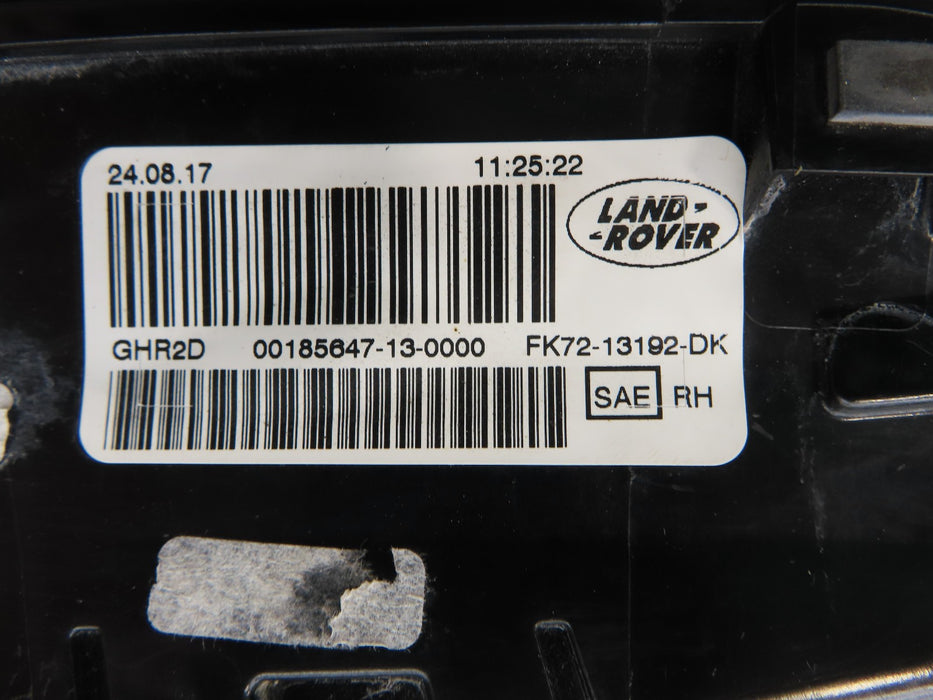 24.08.17 11:25:22
LAND-
-ROVER
GHR2D 00185647-13-0000 FK72-13192-DK
SAE RH